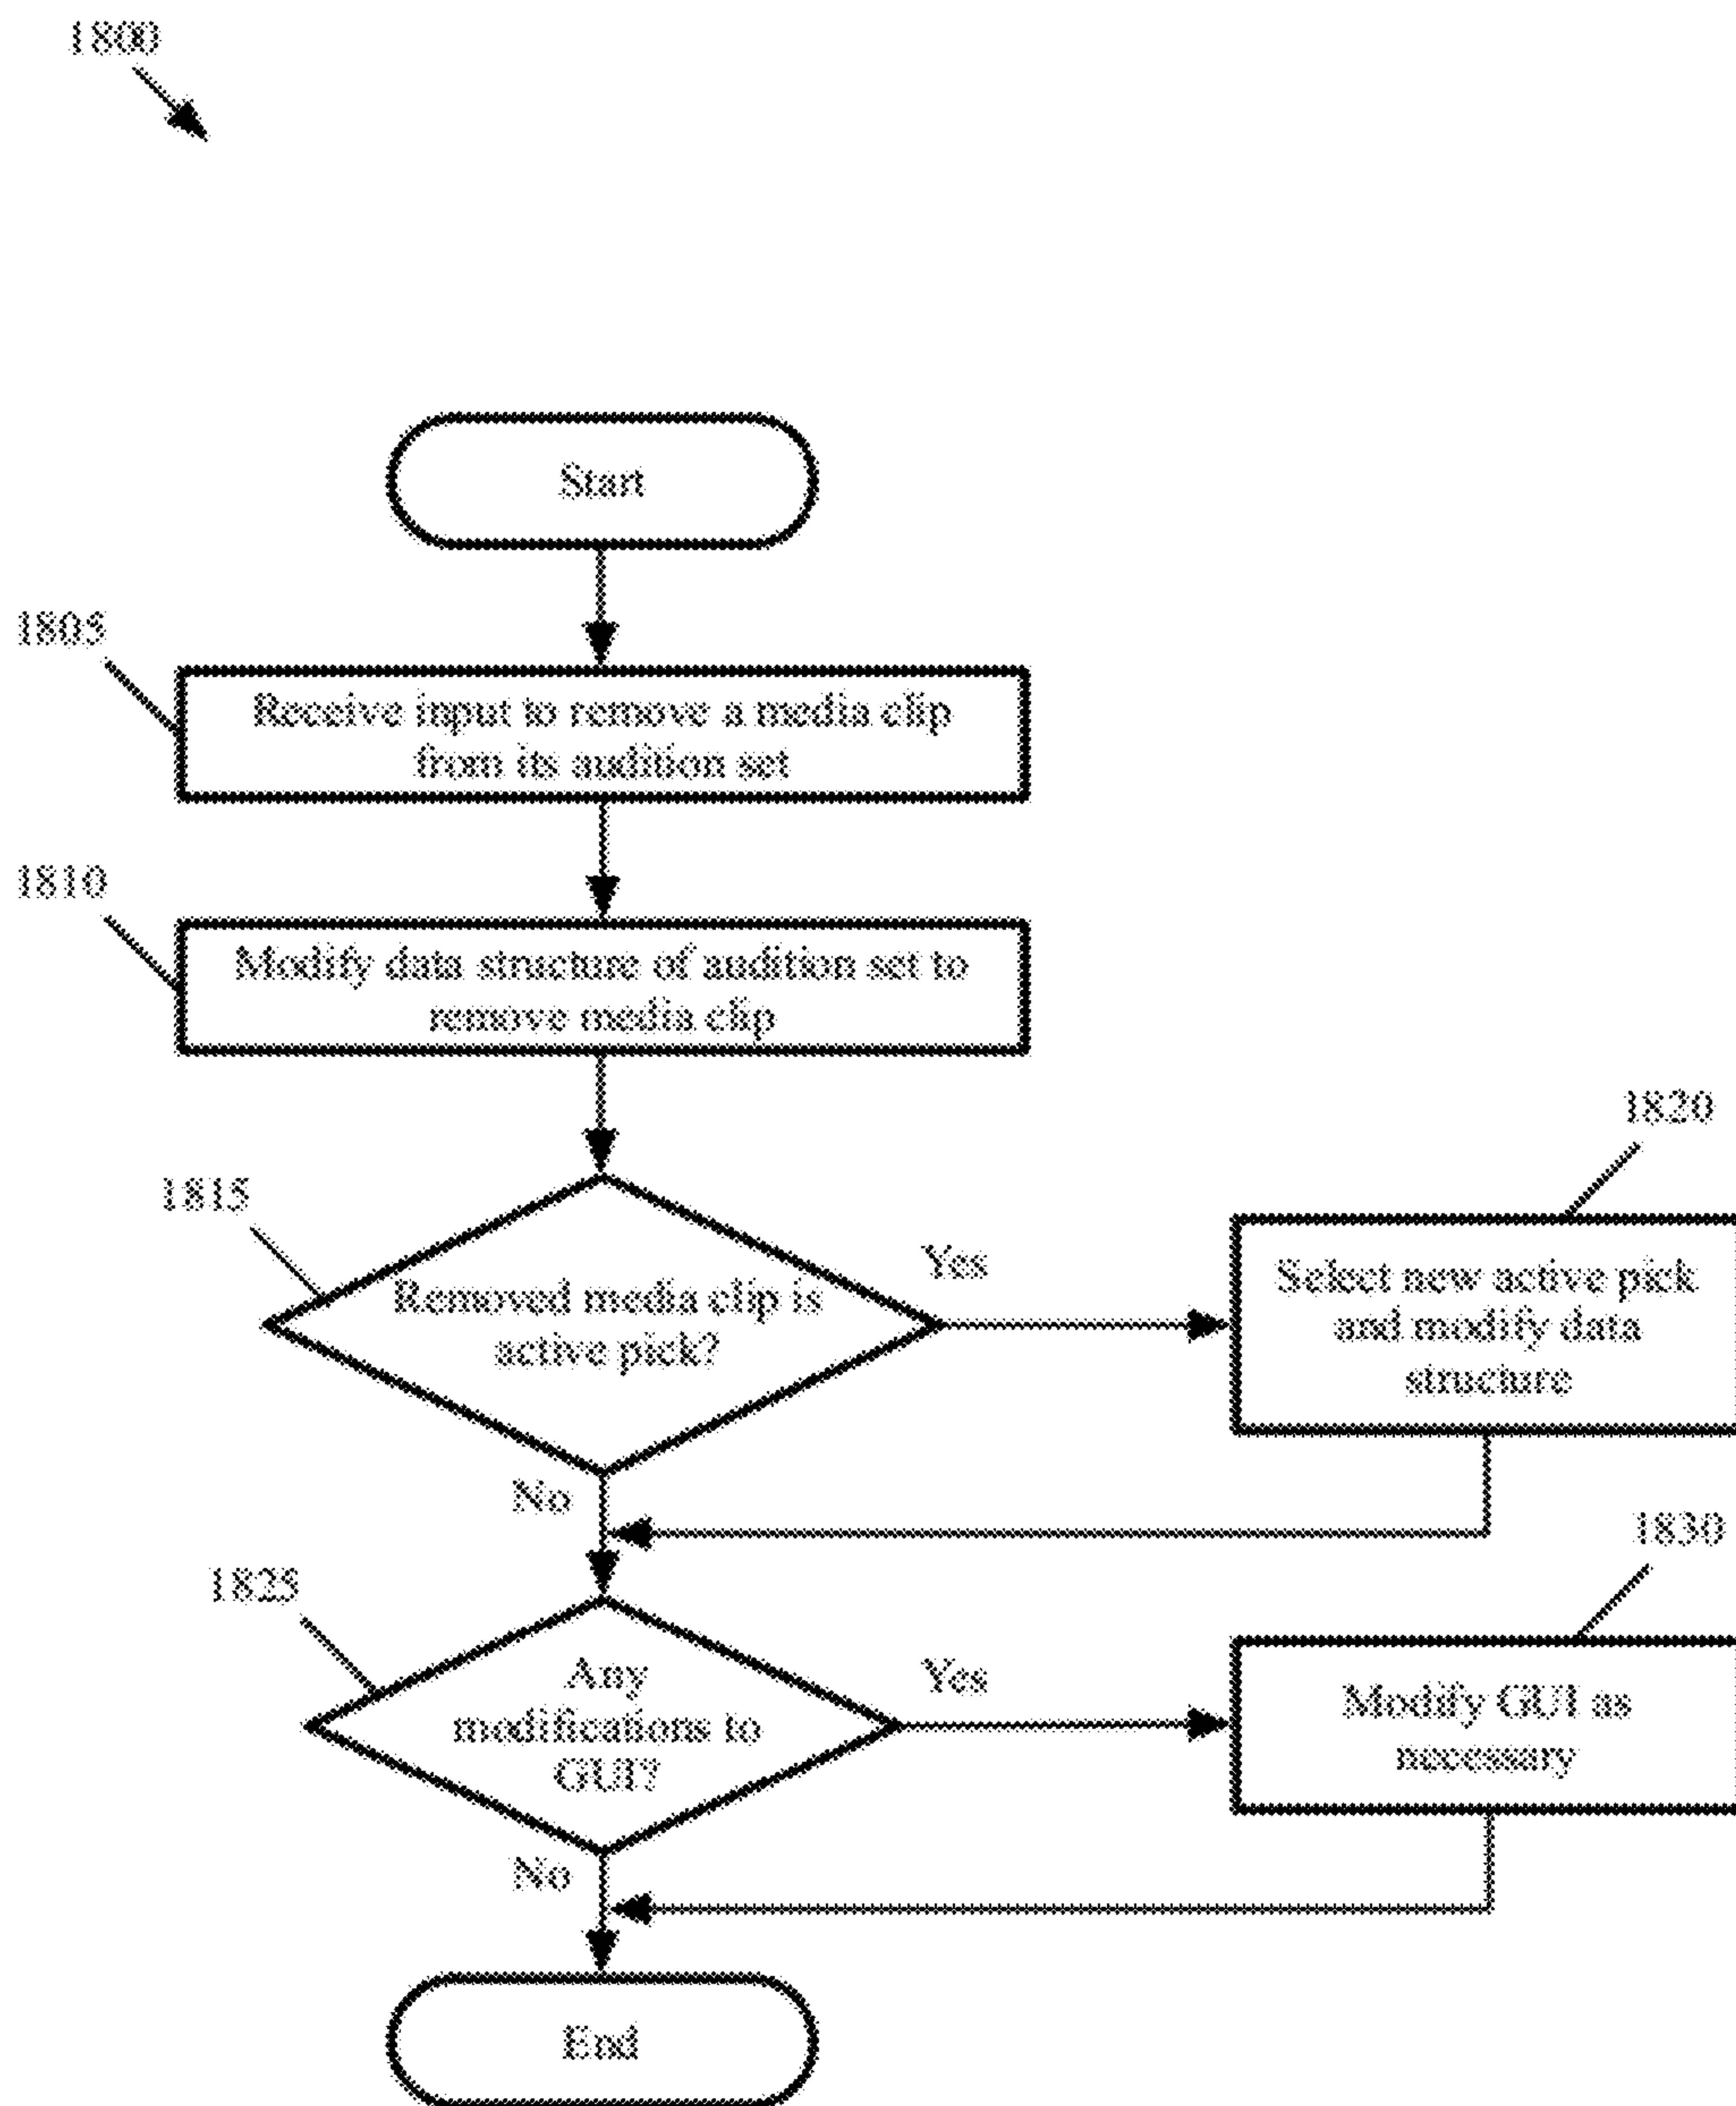 1800
Start
1805
Receive input to remove a media clip
from its audition set
1810
Modify data structure of audition set to
remove media clip
1815
Removed media clip is
active pick?
Yes
1820
Select new active pick
and modify data
structure
No
1825
Any
modifications to
GUI?
Yes
1830
Modify GUI as
necessary
No
End